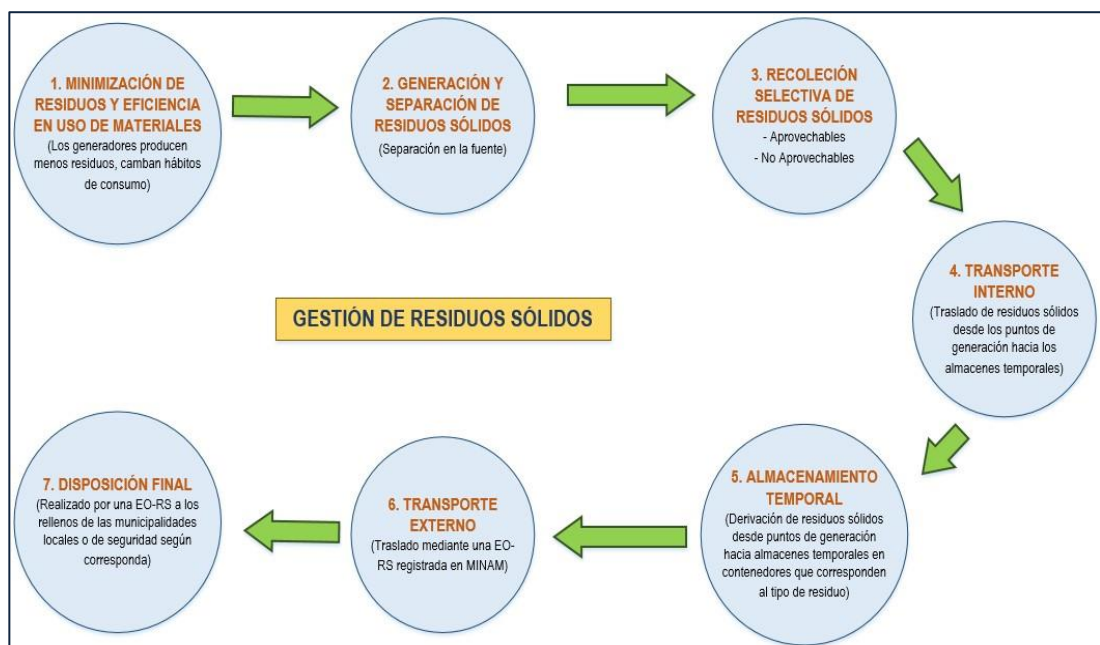 1. MINIMIZACIÓN DE
RESIDUOS Y EFICIENCIA
EN USO DE MATERIALES
(Los generadores producen
menos residuos, camban hábitos
de consumo)
2. GENERACIÓN Y
SEPARACIÓN DE
RESIDUOS SÓLIDOS
(Separación en la fuente)
3. RECOLECIÓN
SELECTIVA DE
RESIDUOS SÓLIDOS
- Aprovechables
- No Aprovechables
4. TRANSPORTE
INTERNO
(Traslado de residuos sólidos
desde los puntos de
generación hacia los
almacenes temporales)
GESTIÓN DE RESIDUOS SÓLIDOS
5. ALMACENAMIENTO
TEMPORAL
(Derivación de residuos sólidos
desde puntos de generación
hacia almacenes temporales en
contenedores que corresponden
al tipo de residuo)
6. TRANSPORTE
EXTERNO
(Traslado mediante una EO-
RS registrada en MINAM)
7. DISPOSICIÓN FINAL
(Realizado por una EO-RS a los
rellenos de las municipalidades
locales o de seguridad según
corresponda)